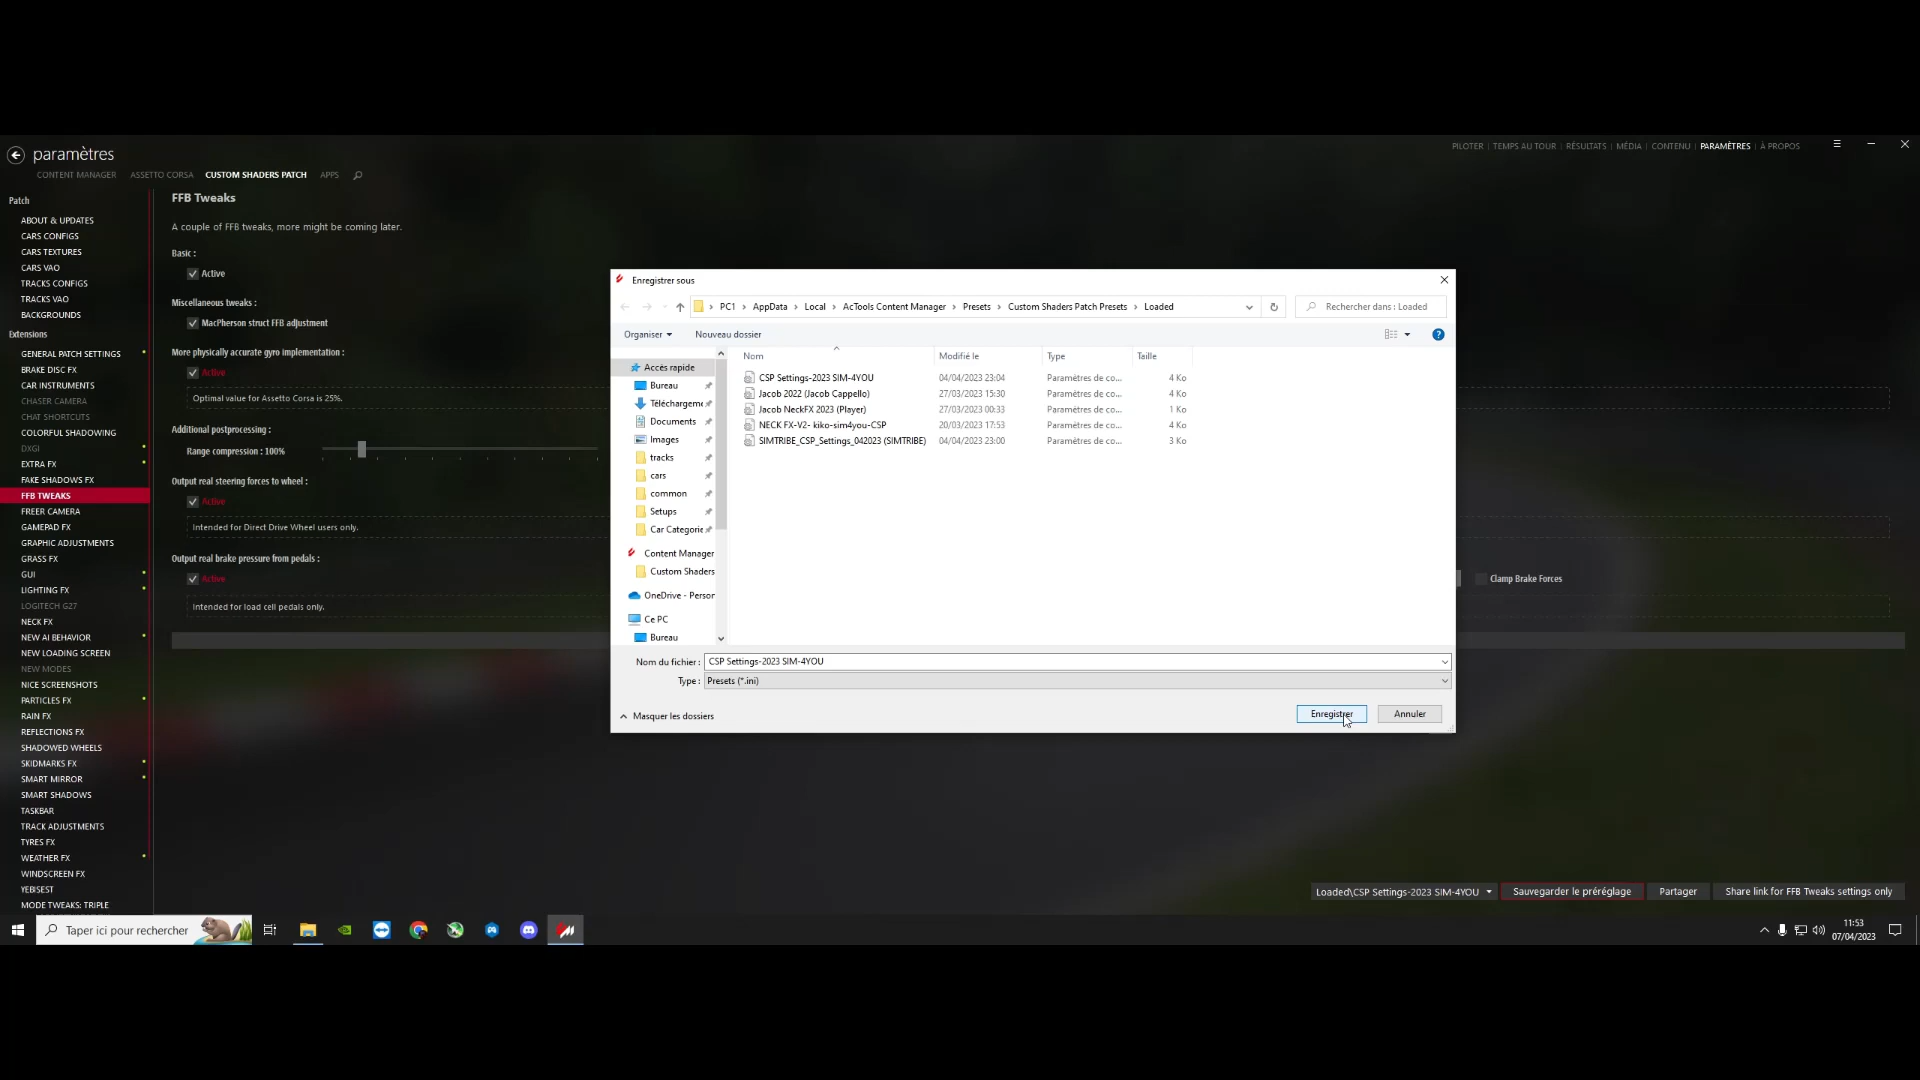 paramètres
PILOTER | TEMPS AU TOUR | RÉSULTATS | MÉDIA | CONTENU | PARAMÈTRES | À PROPOS
CONTENT MANAGER ASSETTO CORSA CUSTOM SHADERS PATCH APPS
Patch
ABOUT & UPDATES
CARS CONFIGS
CARS TEXTURES
CARS VAO
TRACKS CONFIGS
TRACKS VAO
BACKGROUNDS
Extensions
GENERAL PATCH SETTINGS
BRAKE DISC FX
CAR INSTRUMENTS
CHASER CAMERA
CHAT SHORTCUTS
COLORFUL SHADOWING
DXGI
EXTRA FX
FAKE SHADOWS FX
FFB TWEAKS
FREER CAMERA
GAMEPAD FX
GRAPHIC ADJUSTMENTS
GRASS FX
GUI
LIGHTING FX
LOGITECH G27
NECK FX
NEW AI BEHAVIOR
NEW LOADING SCREEN
NEW MODES
NICE SCREENSHOTS
PARTICLES FX
RAIN FX
REFLECTIONS FX
SHADOWED WHEELS
SKIDMARKS FX
SMART MIRROR
SMART SHADOWS
TASKBAR
TRACK ADJUSTMENTS
TYRES FX
WEATHER FX
WINDSCREEN FX
YEBISEST
MODE TWEAKS: TRIPLE
FFB Tweaks
A couple of FFB tweaks, more might be coming later.
Basic :
Active
Miscellaneous tweaks :
MacPherson struct FFB adjustment
More physically accurate gyro implementation :
Active
Optimal value for Assetto Corsa is 25%.
Additional postprocessing :
Range compression : 100%
Output real steering forces to wheel :
Active
Intended for Direct Drive Wheel users only.
Output real brake pressure from pedals :
Active
Clamp Brake Forces
Intended for load cell pedals only.
Enregistrer sous
PC1 > AppData > Local > AcTools Content Manager > Presets > Custom Shaders Patch Presets > Loaded
Rechercher dans : Loaded
Organiser Nouveau dossier
Accès rapide
Bureau
Téléchargeme
Documents
Images
tracks
cars
common
Setups
Car Categorie
Content Manager
Custom Shaders
OneDrive - Person
Ce PC
Bureau
Nom Modifié le Type Taille
CSP Settings-2023 SIM-4YOU 04/04/2023 23:04 Paramètres de co... 4 Ko
Jacob 2022 (Jacob Cappello) 27/03/2023 15:30 Paramètres de co... 4 Ko
Jacob NeckFX 2023 (Player) 27/03/2023 00:33 Paramètres de co... 1 Ko
NECK FX-V2- kiko-sim4you-CSP 20/03/2023 17:53 Paramètres de co... 4 Ko
SIMTRIBE_CSP_Settings_042023 (SIMTRIBE) 04/04/2023 23:00 Paramètres de co... 3 Ko
Nom du fichier : CSP Settings-2023 SIM-4YOU
Type : Presets (*.ini)
Masquer les dossiers
Enregistrer Annuler
Loaded\CSP Settings-2023 SIM-4YOU Sauvegarder le préréglage Partager Share link for FFB Tweaks settings only
Taper ici pour rechercher
11:53
07/04/2023